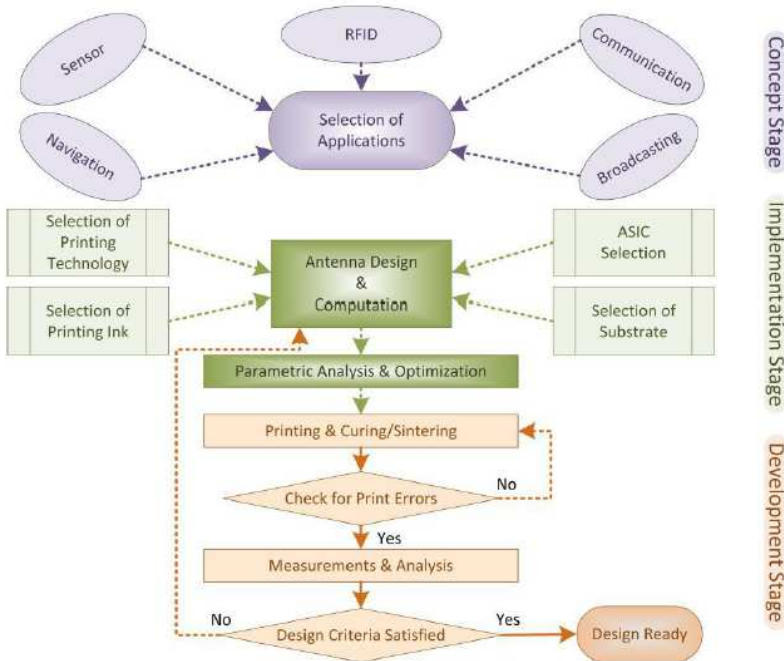 Sensor
RFID
Communication
Selection of
Applications
Navigation
Broadcasting
Concept Stage
Selection of
Printing
Technology
ASIC
Selection
Antenna Design
&
Computation
Selection of
Printing Ink
Selection of
Substrate
Implementation Stage
Parametric Analysis & Optimization
Printing & Curing/Sintering
No
Check for Print Errors
Yes
Measurements & Analysis
No
Yes
Design Criteria Satisfied
Design Ready
Development Stage